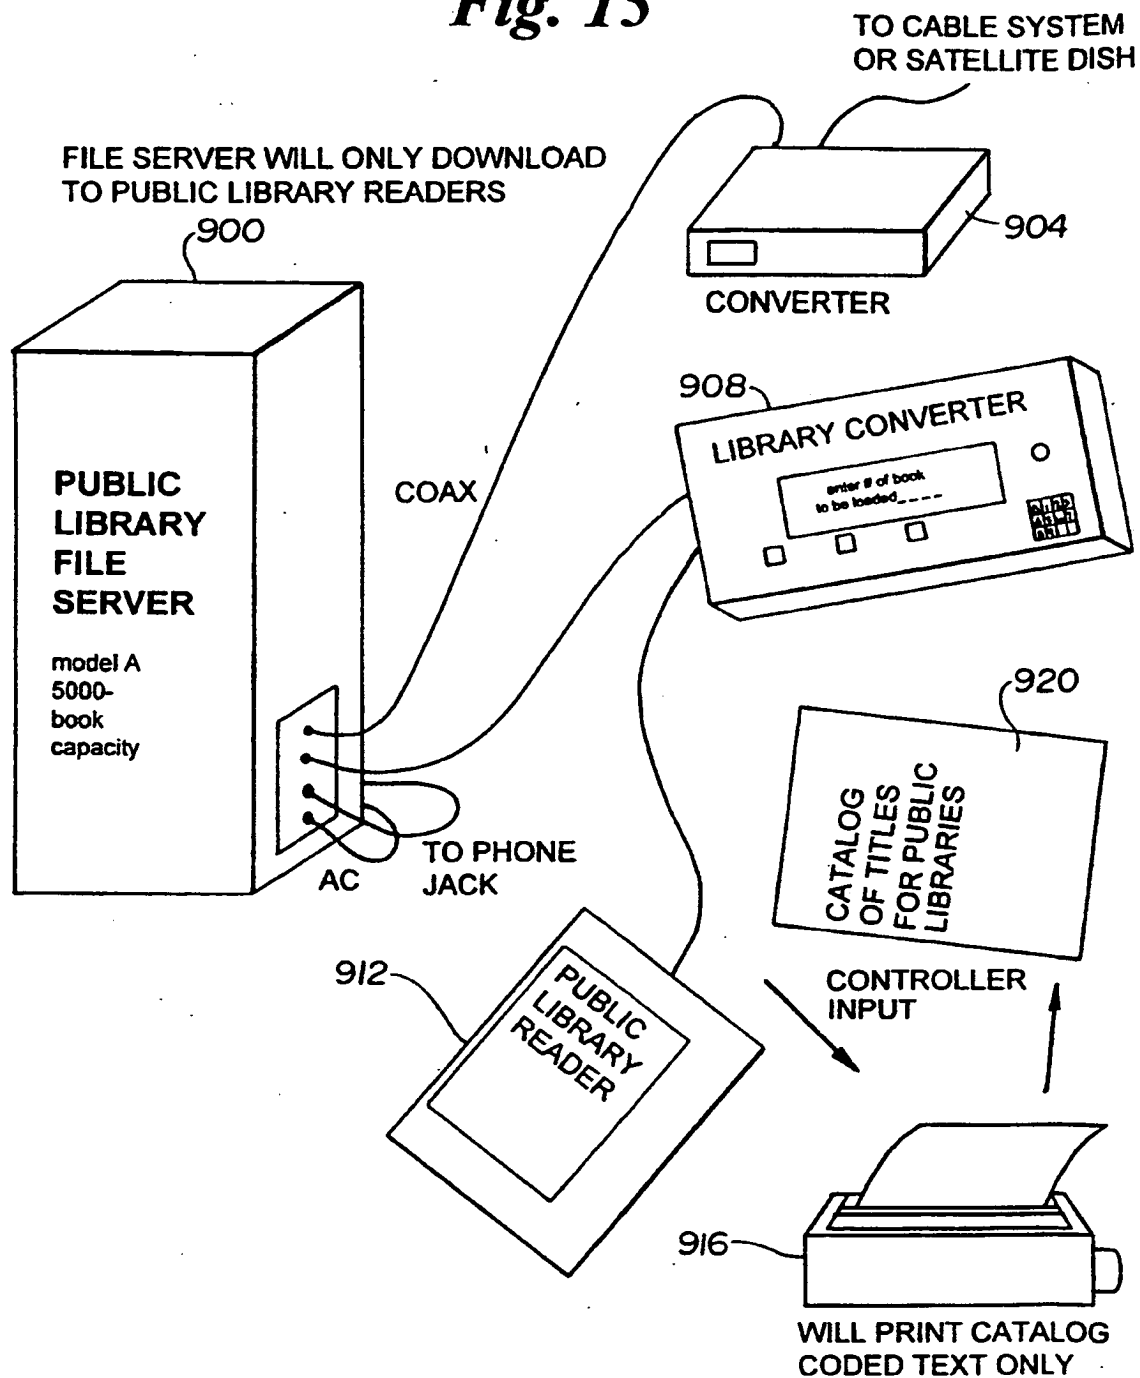 Fig. 15
TO CABLE SYSTEM
OR SATELLITE DISH
FILE SERVER WILL ONLY DOWNLOAD
TO PUBLIC LIBRARY READERS
900
904
CONVERTER
908
LIBRARY CONVERTER
enter # of book
to be loaded____
COAX
PUBLIC
LIBRARY
FILE
SERVER
model A
5000-
book
capacity
920
CATALOG
OF TITLES
FOR PUBLIC
LIBRARIES
TO PHONE
JACK
AC
912
PUBLIC
LIBRARY
READER
CONTROLLER
INPUT
916
WILL PRINT CATALOG
CODED TEXT ONLY